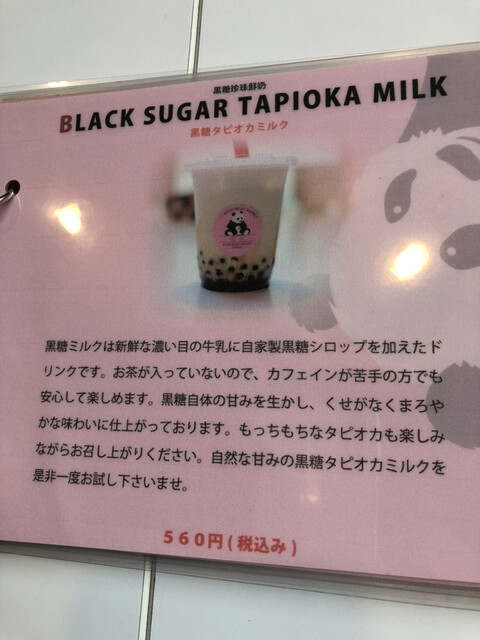 黒糖珍珠鮮奶
BLACK SUGAR TAPIOKA MILK
黒糖タピオカミルク
黒糖ミルクは新鮮な濃い目の牛乳に自家製黒糖シロップを加えたド
リンクです。お茶が入っていないので、カフェインが苦手の方でも
安心して楽しめます。黒糖自体の甘みを生かし、くせがなくまろや
かな味わいに仕上がっております。もっちもちなタピオカも楽しみ
ながらお召し上がりください。自然な甘みの黒糖タピオカミルクを
是非一度お試し下さいませ。
560円(税込み)